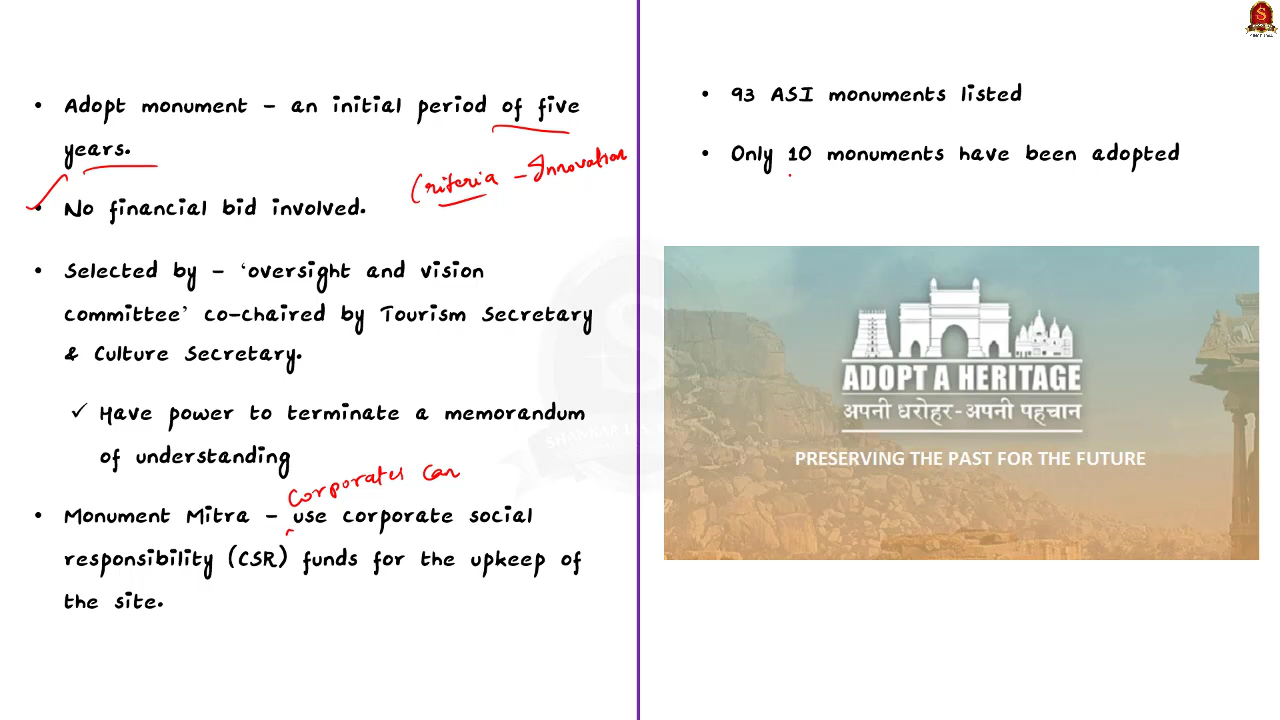 • Adopt monument – an initial period of five
years.
Criteria – Innovation
• No financial bid involved.
• Selected by – ‘oversight and vision
committee’ co-chaired by Tourism Secretary
& Culture Secretary.
✓ Have power to terminate a memorandum
of understanding
Corporates can
• Monument Mitra – use corporate social
responsibility (CSR) funds for the upkeep of
the site.
• 93 ASI monuments listed
• Only 10 monuments have been adopted
ADOPT A HERITAGE
अपनी धरोहर-अपनी पहचान
PRESERVING THE PAST FOR THE FUTURE